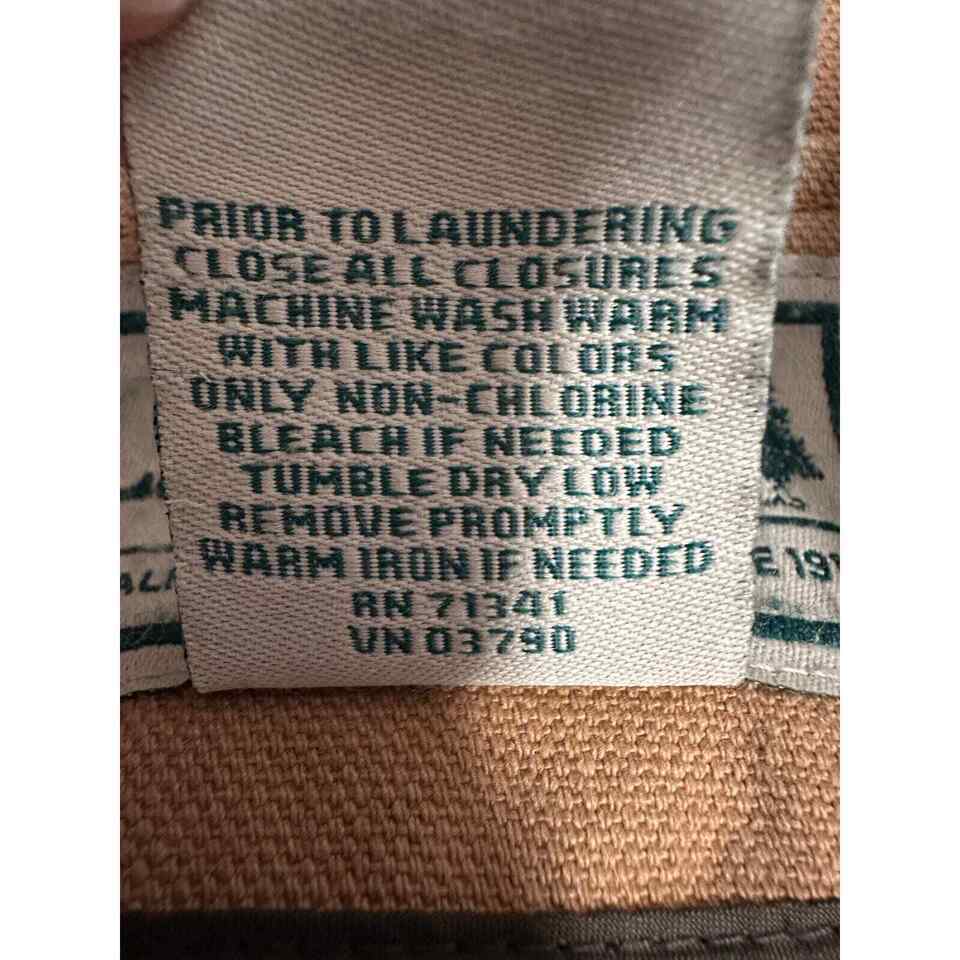 PRIOR TO LAUNDERING
CLOSE ALL CLOSURES
MACHINE WASH WARM
WITH LIKE COLORS
ONLY NON-CHLORINE
BLEACH IF NEEDED
TUMBLE DRY LOW
REMOVE PROMPTLY
WARM IRON IF NEEDED
RN 71341
VN 03790